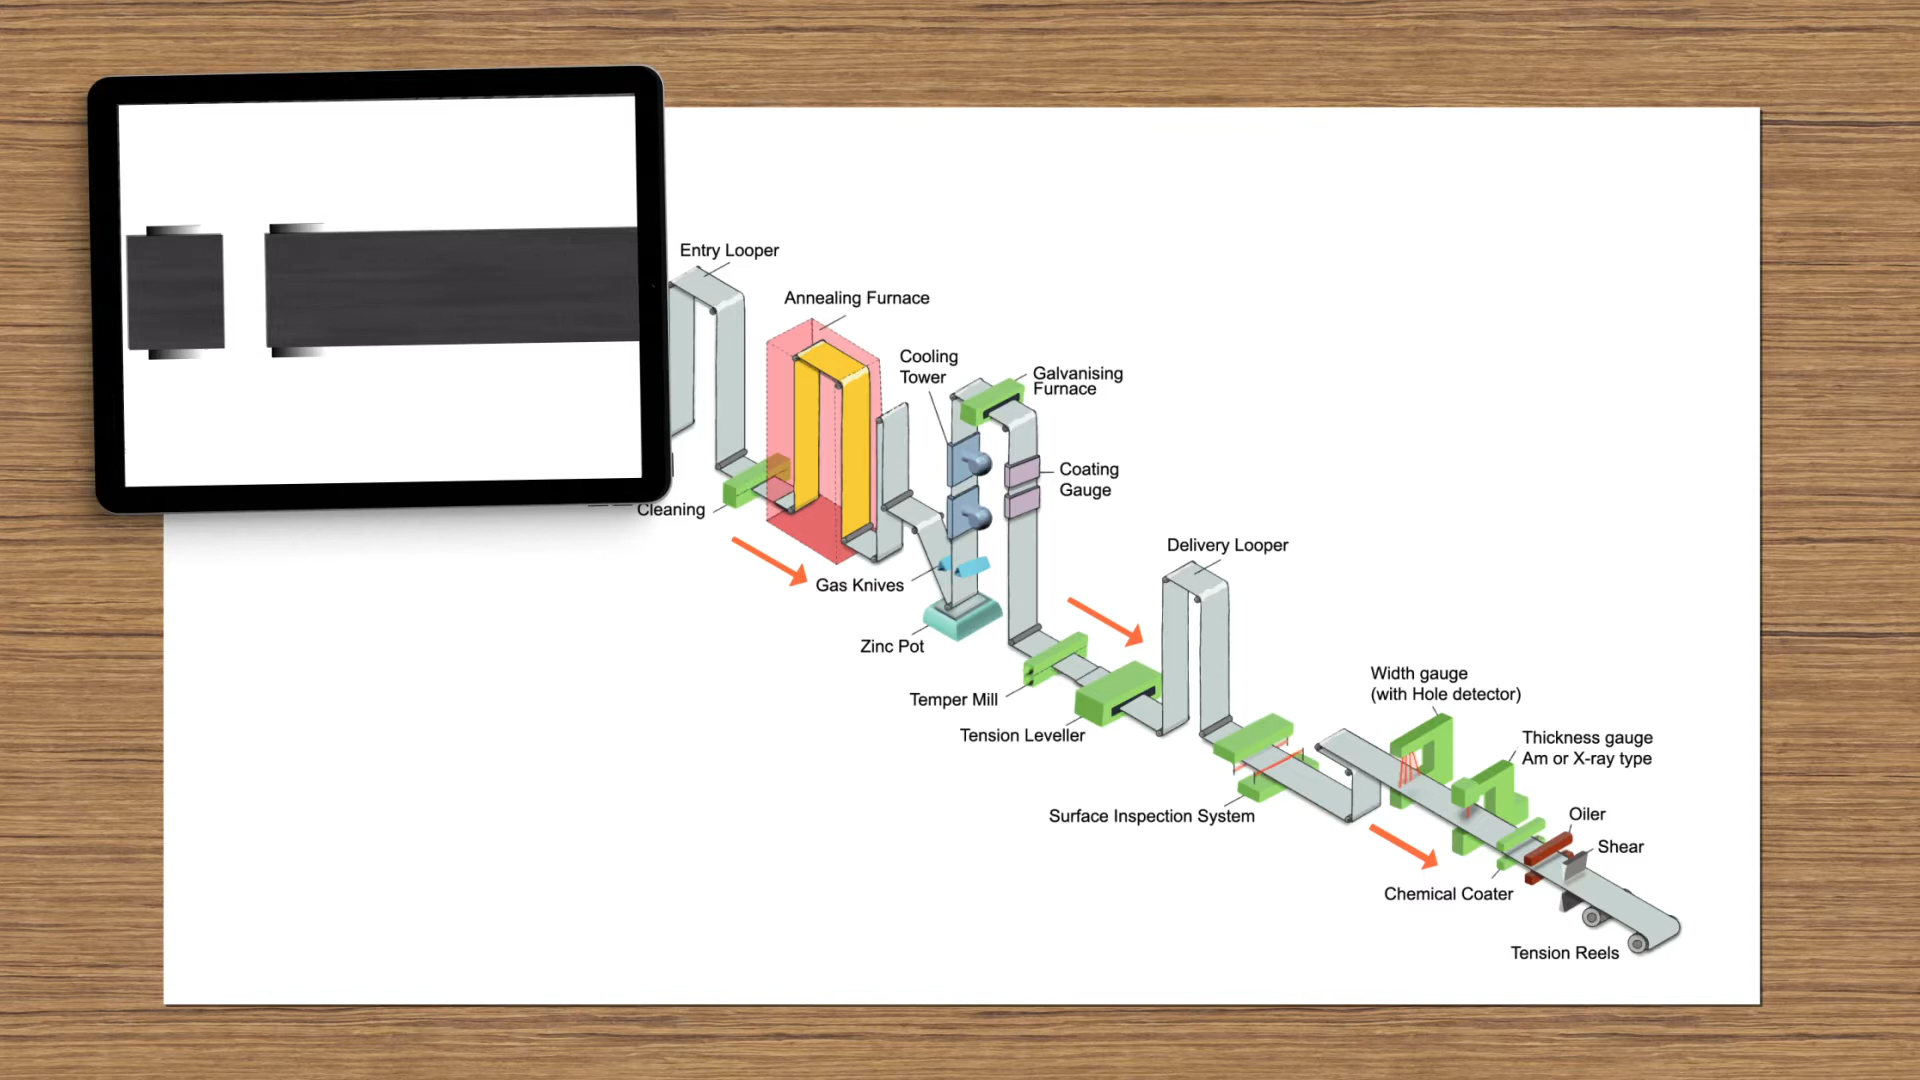 Entry Looper
Annealing Furnace
Cooling
Tower
Galvanising
Furnace
Coating
Gauge
Cleaning
Gas Knives
Zinc Pot
Delivery Looper
Temper Mill
Tension Leveller
Surface Inspection System
Width gauge
(with Hole detector)
Thickness gauge
Am or X-ray type
Oiler
Shear
Chemical Coater
Tension Reels